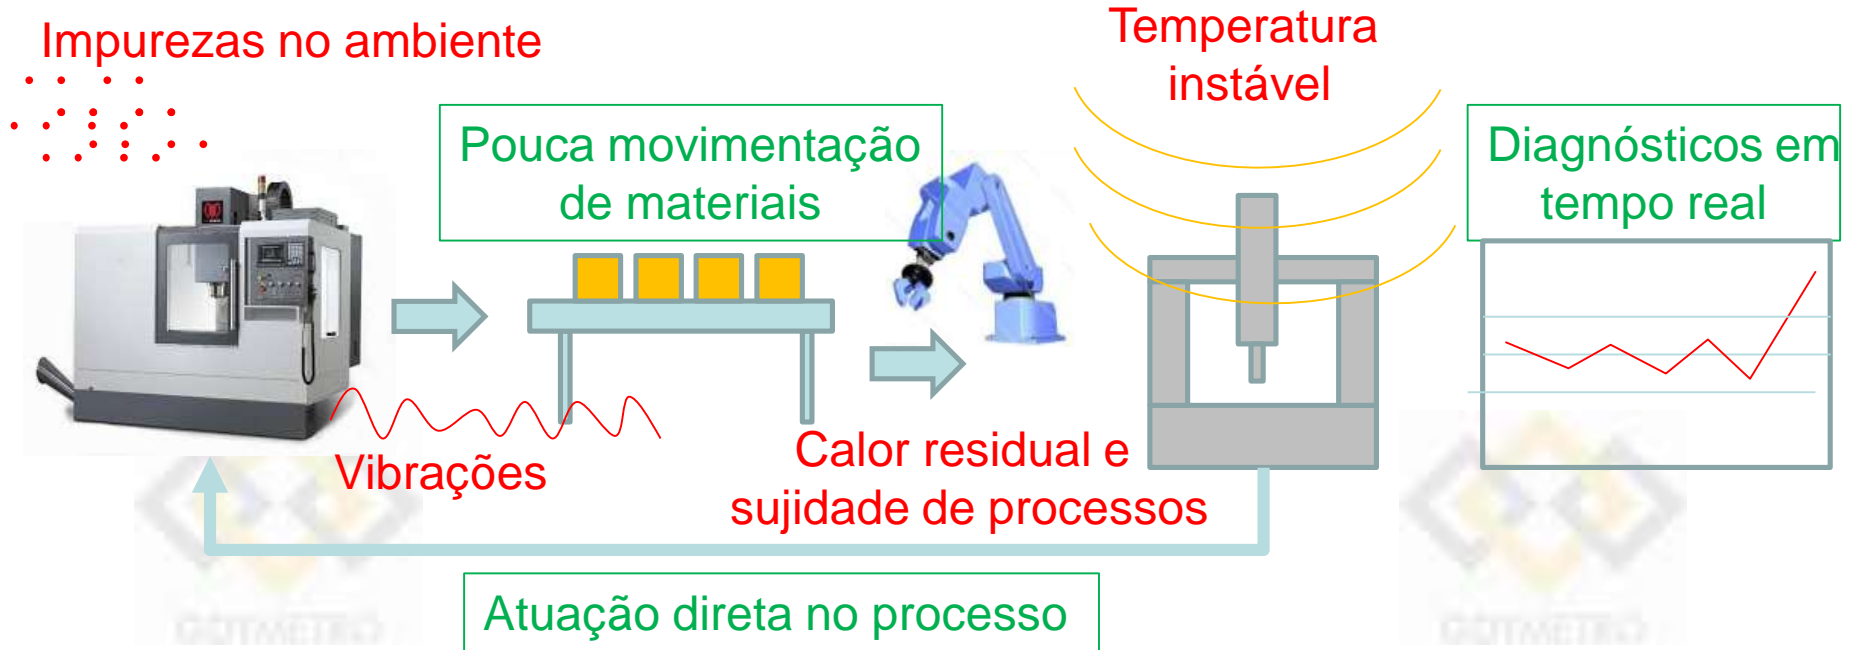 Impurezas no ambiente
Temperatura
instável
Pouca movimentação
de materiais
Diagnósticos em
tempo real
Vibrações
Calor residual e
sujidade de processos
Atuação direta no processo